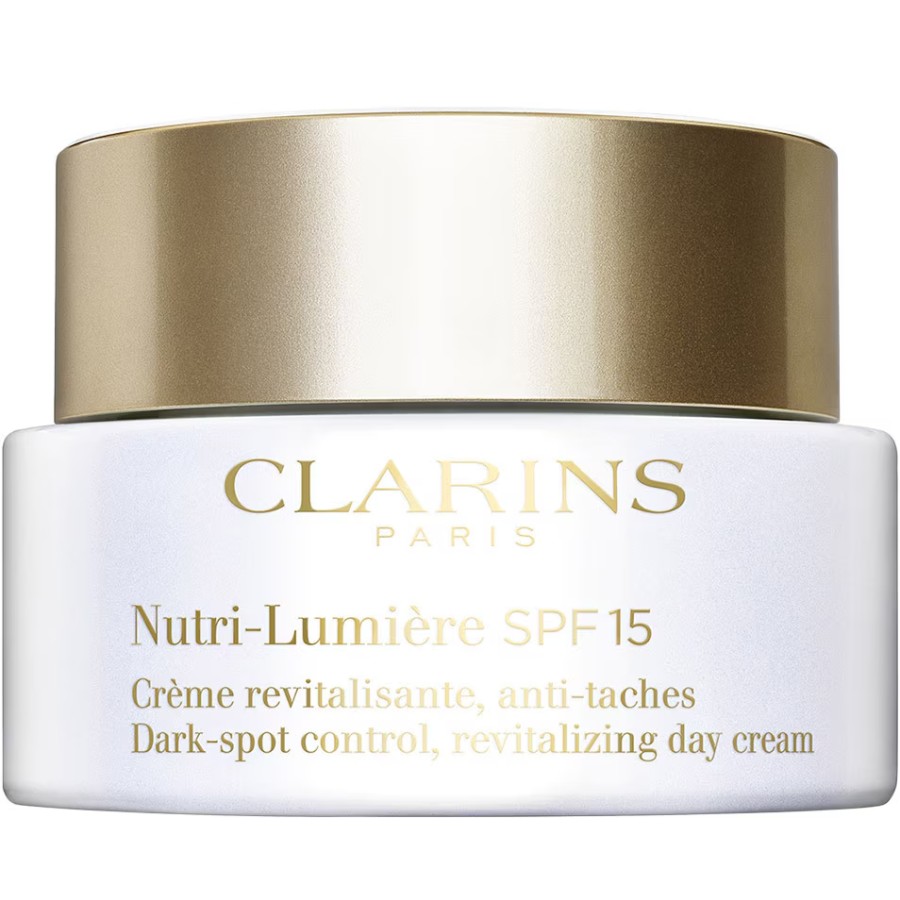 CLARINS
PARIS
Nutri-Lumière SPF 15
Crème revitalisante, anti-taches
Dark-spot control, revitalizing day cream